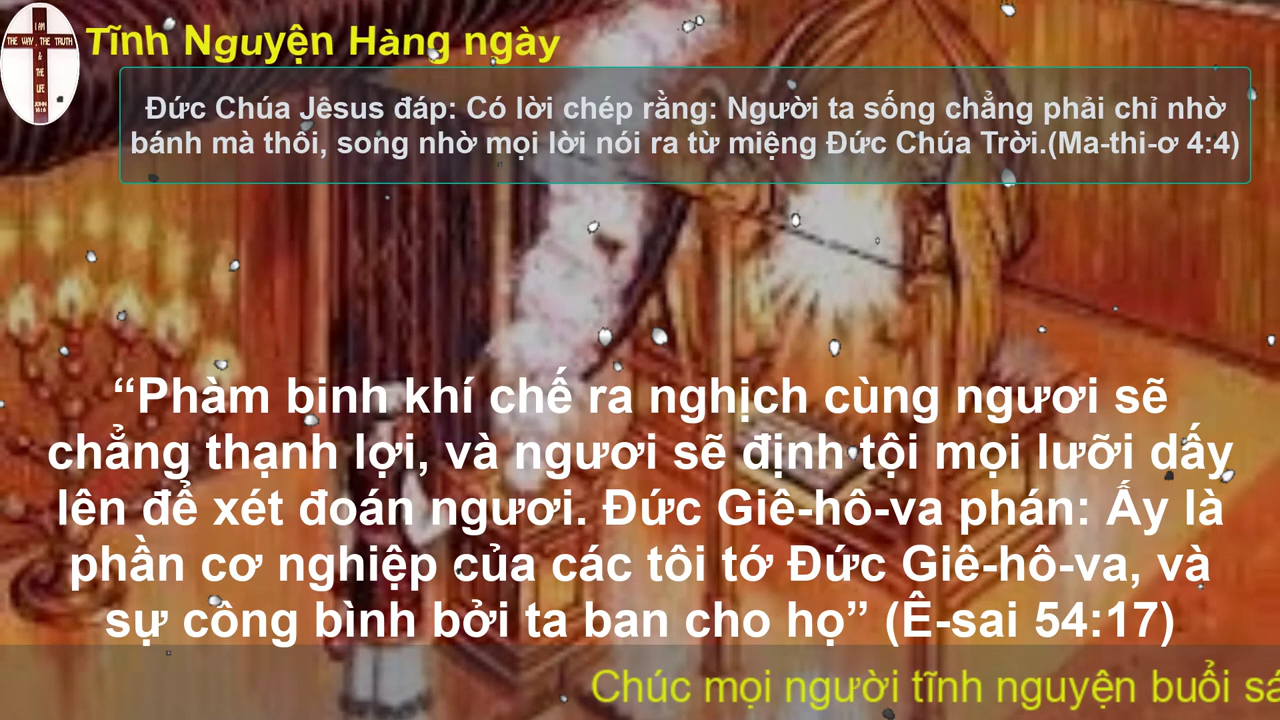 I AM
THE WAY, THE TRUTH
&
THE
LIFE
JOHN
Tĩnh Nguyện Hàng ngày
Đức Chúa Jêsus đáp: Có lời chép rằng: Người ta sống chẳng phải chỉ nhờ
bánh mà thôi, song nhờ mọi lời nói ra từ miệng Đức Chúa Trời.(Ma-thi-ơ 4:4)
“Phàm binh khí chế ra nghịch cùng ngươi sẽ
chẳng thạnh lợi, và ngươi sẽ định tội mọi lưỡi dấy
lên để xét đoán ngươi. Đức Giê-hô-va phán: Ấy là
phần cơ nghiệp của các tôi tớ Đức Giê-hô-va, và
sự công bình bởi ta ban cho họ” (Ê-sai 54:17)
Chúc mọi người tĩnh nguyện buổi